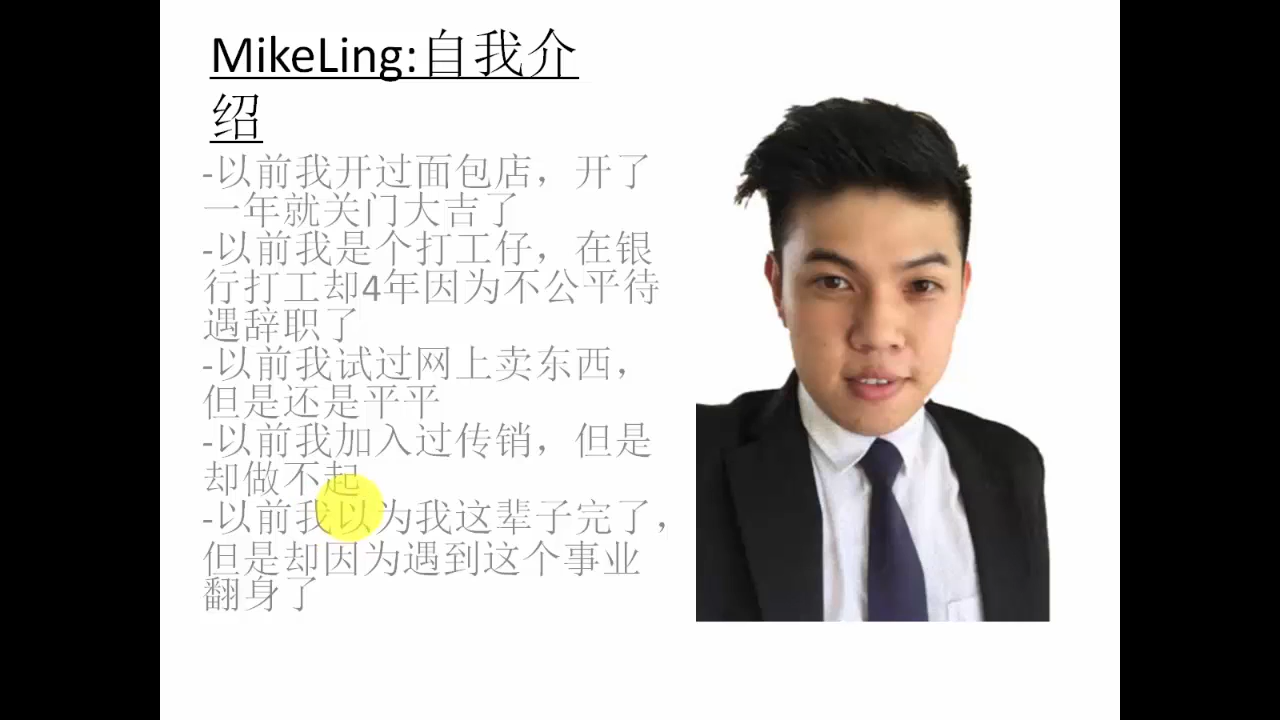 MikeLing:自我介
绍
-以前我开过面包店，开了
一年就关门大吉了
-以前我是个打工仔，在银
行打工却4年因为不公平待
遇辞职了
-以前我试过网上卖东西，
但是还是平平
-以前我加入过传销，但是
却做不起
-以前我以为我这辈子完了，
但是却因为遇到这个事业
翻身了